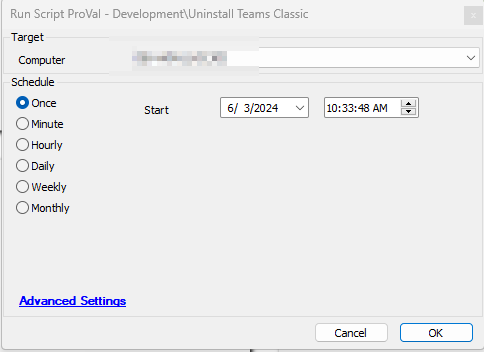 Run Script ProVal - Development\Uninstall Teams Classic
Target
Computer
Schedule
Once
Start
6/ 3/2024
10:33:48 AM
Minute
Hourly
Daily
Weekly
Monthly
Advanced Settings
Cancel
OK